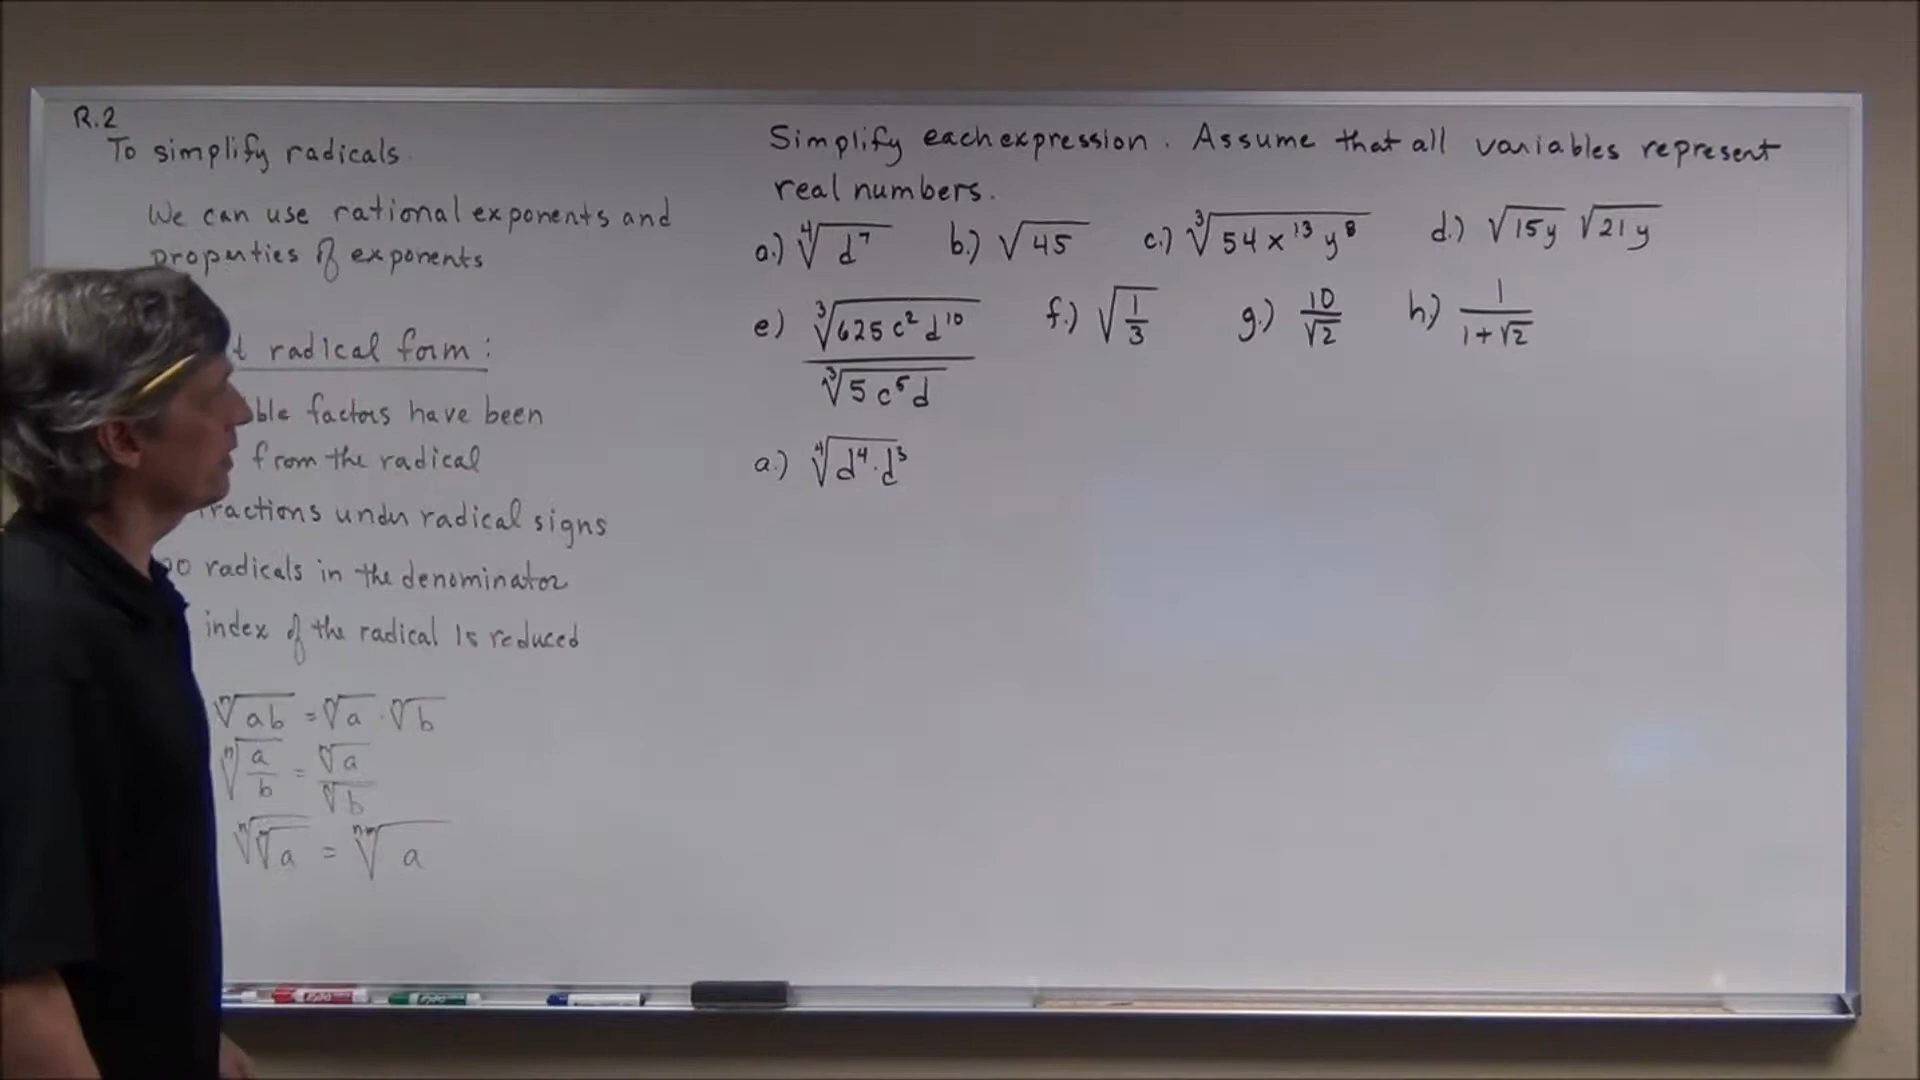 R.2
To simplify radicals.
We can use rational exponents and
properties of exponents
radical form:
factors have been
from the radical
under radical signs
radicals in the denominator
index of the radical is reduced
ⁿ√(ab) = ⁿ√a · ⁿ√b
ⁿ√(a/b) = ⁿ√a / ⁿ√b
ⁿ√(ᵐ√a) = ⁿᵐ√a
Simplify each expression. Assume that all variables represent
real numbers.
a.) ⁴√(d⁷) b.) √45 c.) ³√(54x¹³y⁸) d.) √(15y) √(21y)
e) ³√(625c²d¹⁰) / ³√(5c⁵d) f.) √(1/3) g.) 10/√2 h.) 1/(1+√2)
a.) ⁴√(d⁴·d³)